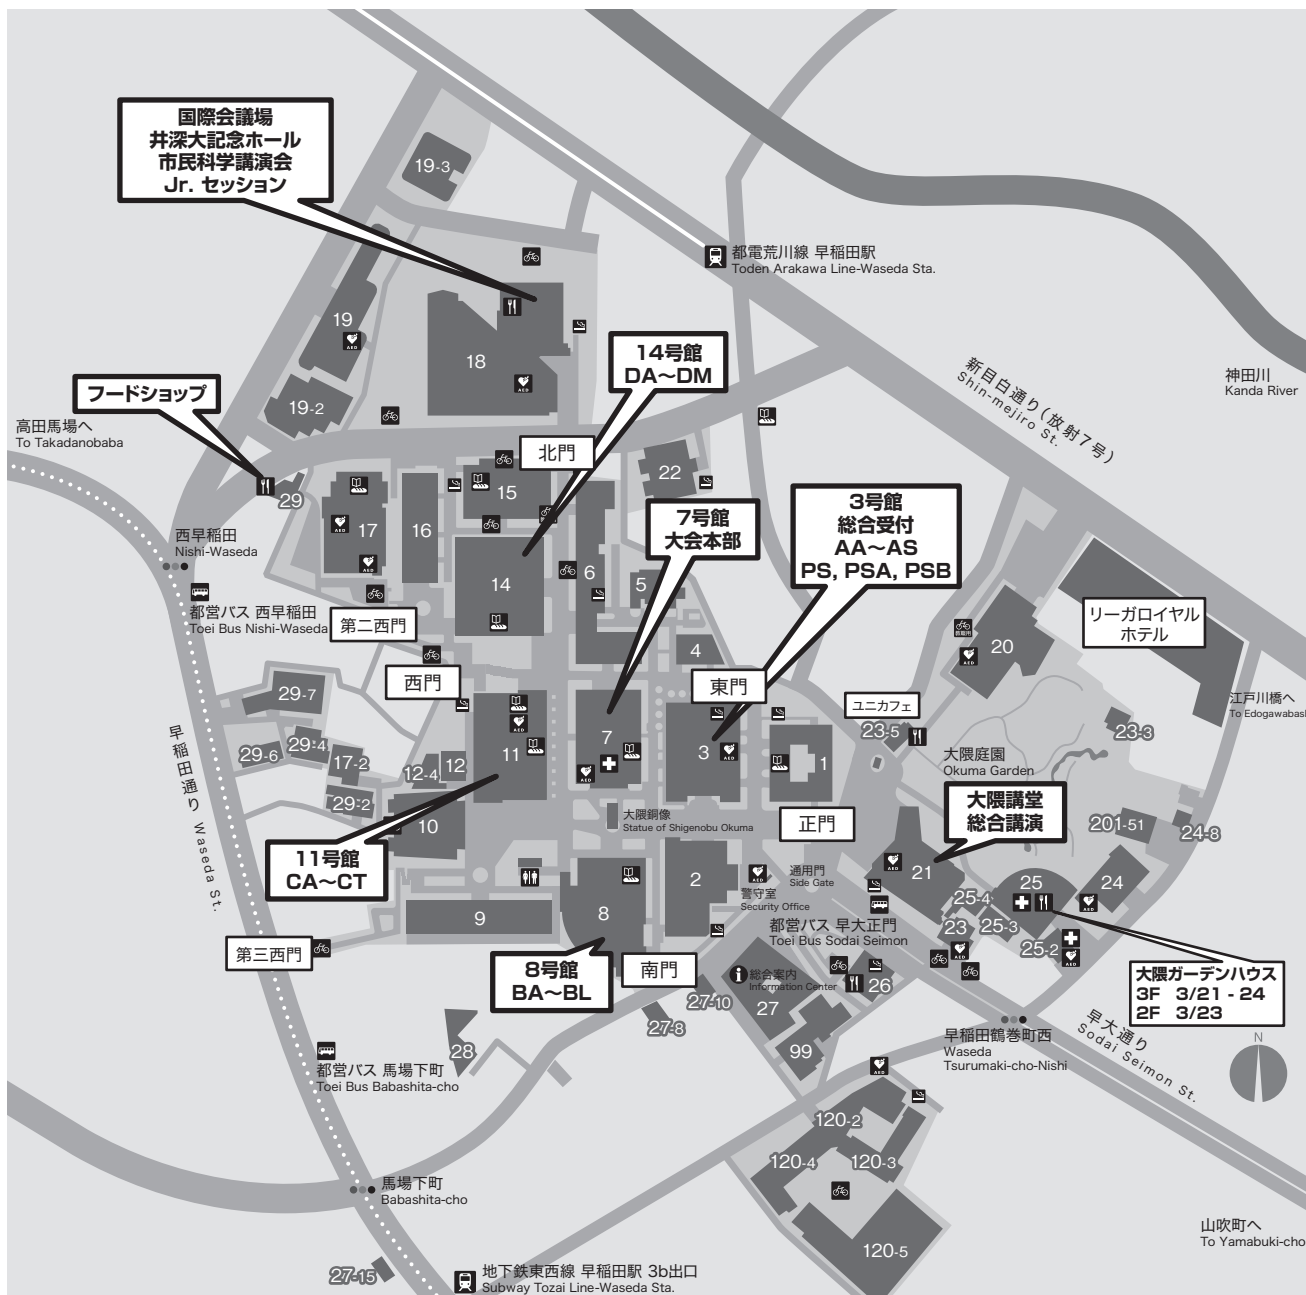 国際会議場
井深大記念ホール
市民科学講演会
Jr. セッション
19-3
都電荒川線 早稲田駅
Toden Arakawa Line-Waseda Sta.
19
AED
18
AED
14号館
DA〜DM
新目白通り(放射7号)
Shin-mejiro St.
神田川
Kanda River
フードショップ
19-2
高田馬場へ
To Takadanobaba
北門
22
29
17
AED
AED
16
15
14
6
5
4
7号館
大会本部
3号館
総合受付
AA〜AS
PS, PSA, PSB
西早稲田
Nishi-Waseda
都営バス 西早稲田
Toei Bus Nishi-Waseda
第二西門
リーガロイヤル
ホテル
20
AED
西門
東門
29-7
29-6
29-4
17-2
29-2
12-4
12
11
AED
7
AED
3
AED
1
ユニカフェ
23-5
23-3
江戸川橋へ
To Edogawabashi
早稲田通り Waseda St.
大隈庭園
Okuma Garden
大隈銅像
Statue of Shigenobu Okuma
正門
大隈講堂
総合講演
201-51
24-8
10
11号館
CA〜CT
2
AED
警守室
Security Office
通用門
Side Gate
21
AED
25
24
AED
25-4
25-3
23
25-2
AED
AED
9
8
都営バス 早大正門
Toei Bus Sodai Seimon
第三西門
8号館
BA〜BL
南門
総合案内
Information Center
27
26
27-10
27-8
大隈ガーデンハウス
3F 3/21 - 24
2F 3/23
早大通り
Sodai Seimon St.
N
28
99
早稲田鶴巻町西
Waseda
Tsurumaki-cho-Nishi
都営バス 馬場下町
Toei Bus Babashita-cho
AED
120-2
120-4
120-3
120-5
馬場下町
Babashita-cho
山吹町へ
To Yamabuki-cho
27-15
地下鉄東西線 早稲田駅 3b出口
Subway Tozai Line-Waseda Sta.